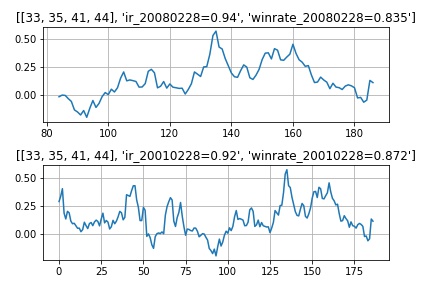 [[33, 35, 41, 44], 'ir_20080228=0.94', 'winrate_20080228=0.835']
0.50
0.25
0.00
80 100 120 140 160 180
[[33, 35, 41, 44], 'ir_20010228=0.92', 'winrate_20010228=0.872']
0.50
0.25
0.00
0 25 50 75 100 125 150 175